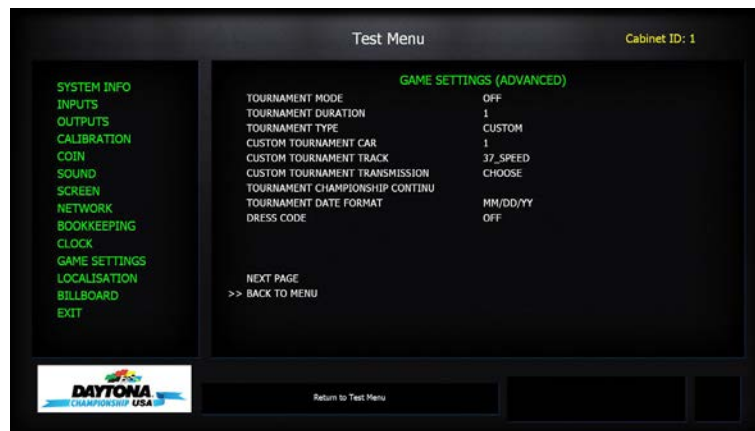 Test Menu
Cabinet ID: 1
SYSTEM INFO
INPUTS
OUTPUTS
CALIBRATION
COIN
SOUND
SCREEN
NETWORK
BOOKKEEPING
CLOCK
GAME SETTINGS
LOCALISATION
BILLBOARD
EXIT
GAME SETTINGS (ADVANCED)
TOURNAMENT MODE OFF
TOURNAMENT DURATION 1
TOURNAMENT TYPE CUSTOM
CUSTOM TOURNAMENT CAR 1
CUSTOM TOURNAMENT TRACK 37_SPEED
CUSTOM TOURNAMENT TRANSMISSION CHOOSE
TOURNAMENT CHAMPIONSHIP CONTINU
TOURNAMENT DATE FORMAT MM/DD/YY
DRESS CODE OFF
NEXT PAGE
>> BACK TO MENU
DAYTONA
CHAMPIONSHIP USA
Return to Test Menu